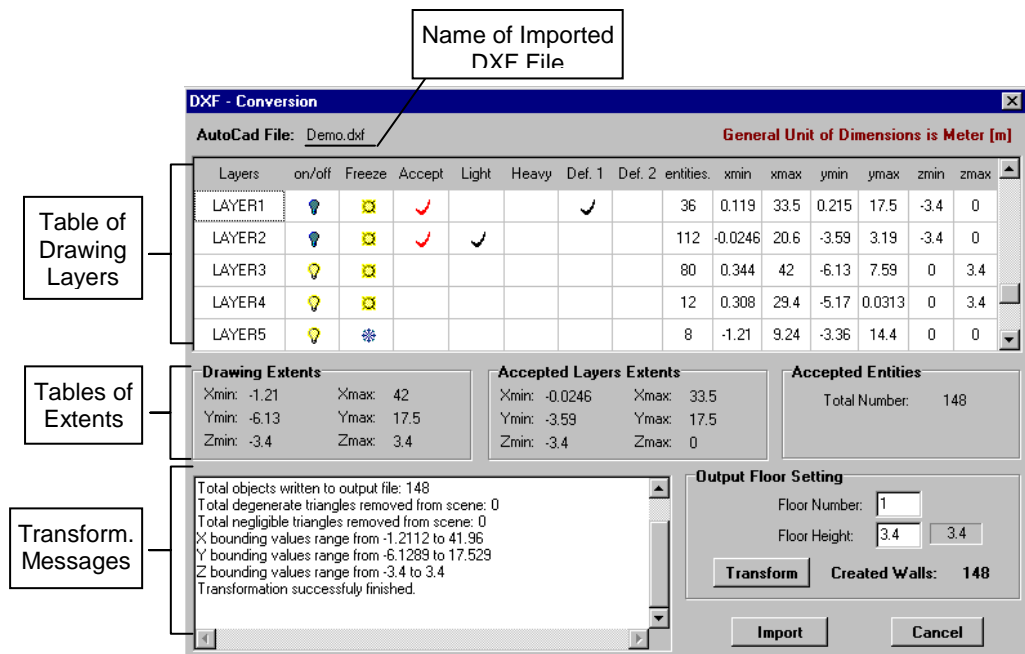 Name of Imported
DXF File
DXF - Conversion
AutoCad File: Demo.dxf
General Unit of Dimensions is Meter [m]
Layers on/off Freeze Accept Light Heavy Def. 1 Def. 2 entities. xmin xmax ymin ymax zmin zmax
LAYER1 36 0.119 33.5 0.215 17.5 -3.4 0
LAYER2 112 -0.0246 20.6 -3.59 3.19 -3.4 0
LAYER3 80 0.344 42 -6.13 7.59 0 3.4
LAYER4 12 0.308 29.4 -5.17 0.0313 0 3.4
LAYER5 8 -1.21 9.24 -3.36 14.4 0 0
Table of
Drawing
Layers
Tables of
Extents
Drawing Extents
Xmin: -1.21 Xmax: 42
Ymin: -6.13 Ymax: 17.5
Zmin: -3.4 Zmax: 3.4
Accepted Layers Extents
Xmin: -0.0246 Xmax: 33.5
Ymin: -3.59 Ymax: 17.5
Zmin: -3.4 Zmax: 0
Accepted Entities
Total Number: 148
Transform.
Messages
Total objects written to output file: 148
Total degenerate triangles removed from scene: 0
Total negligible triangles removed from scene: 0
X bounding values range from -1.2112 to 41.96
Y bounding values range from -6.1289 to 17.529
Z bounding values range from -3.4 to 3.4
Transformation successfuly finished.
Output Floor Setting
Floor Number: 1
Floor Height: 3.4 3.4
Transform Created Walls: 148
Import Cancel